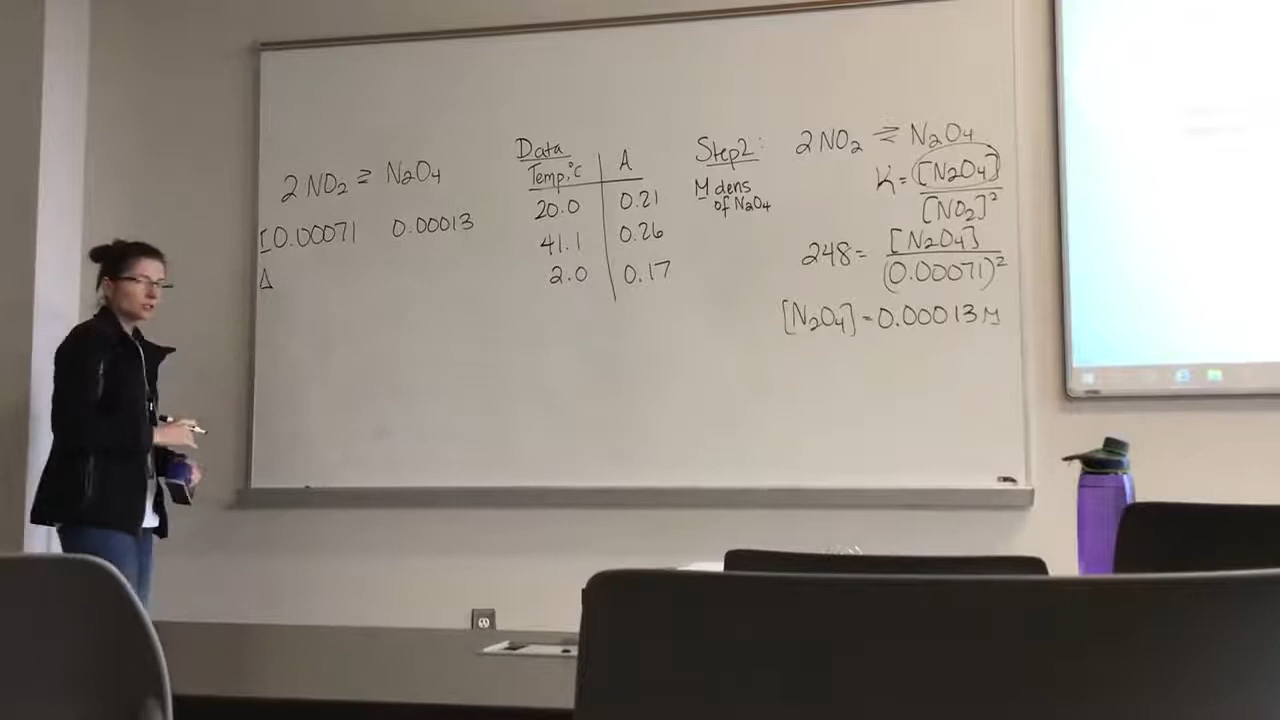 2 NO₂ ⇄ N₂O₄
I 0.00071 0.00013
Δ
Data
Temp, °C A
20.0 0.21
41.1 0.26
2.0 0.17
Step 2:
M dens
of N₂O₄
2 NO₂ ⇄ N₂O₄
K = [N₂O₄]
[NO₂]²
248 = [N₂O₄]
(0.00071)²
[N₂O₄] = 0.00013 M